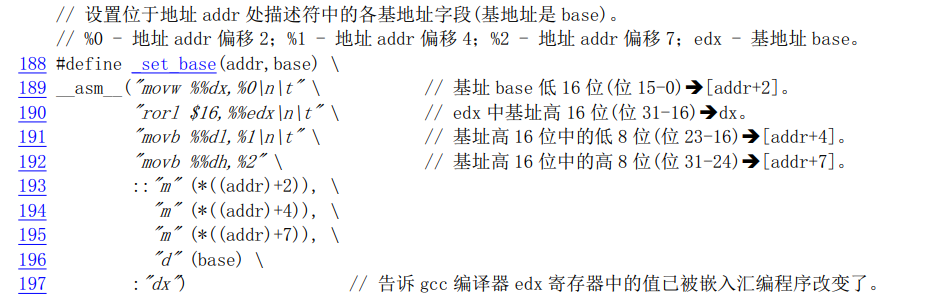 // 设置位于地址 addr 处描述符中的各基地址字段(基地址是 base)。
// %0 - 地址 addr 偏移 2；%1 - 地址 addr 偏移 4；%2 - 地址 addr 偏移 7；edx - 基地址 base。
188 #define _set_base(addr,base) \
189 __asm__("movw %%dx,%0\n\t" \ // 基址 base 低 16 位(位 15-0)➔[addr+2]。
190 "rorl $16,%%edx\n\t" \ // edx 中基址高 16 位(位 31-16)➔dx。
191 "movb %%dl,%1\n\t" \ // 基址高 16 位中的低 8 位(位 23-16)➔[addr+4]。
192 "movb %%dh,%2" \ // 基址高 16 位中的高 8 位(位 31-24)➔[addr+7]。
193 ::"m" (*((addr)+2)), \
194 "m" (*((addr)+4)), \
195 "m" (*((addr)+7)), \
196 "d" (base) \
197 :"dx") // 告诉 gcc 编译器 edx 寄存器中的值已被嵌入汇编程序改变了。